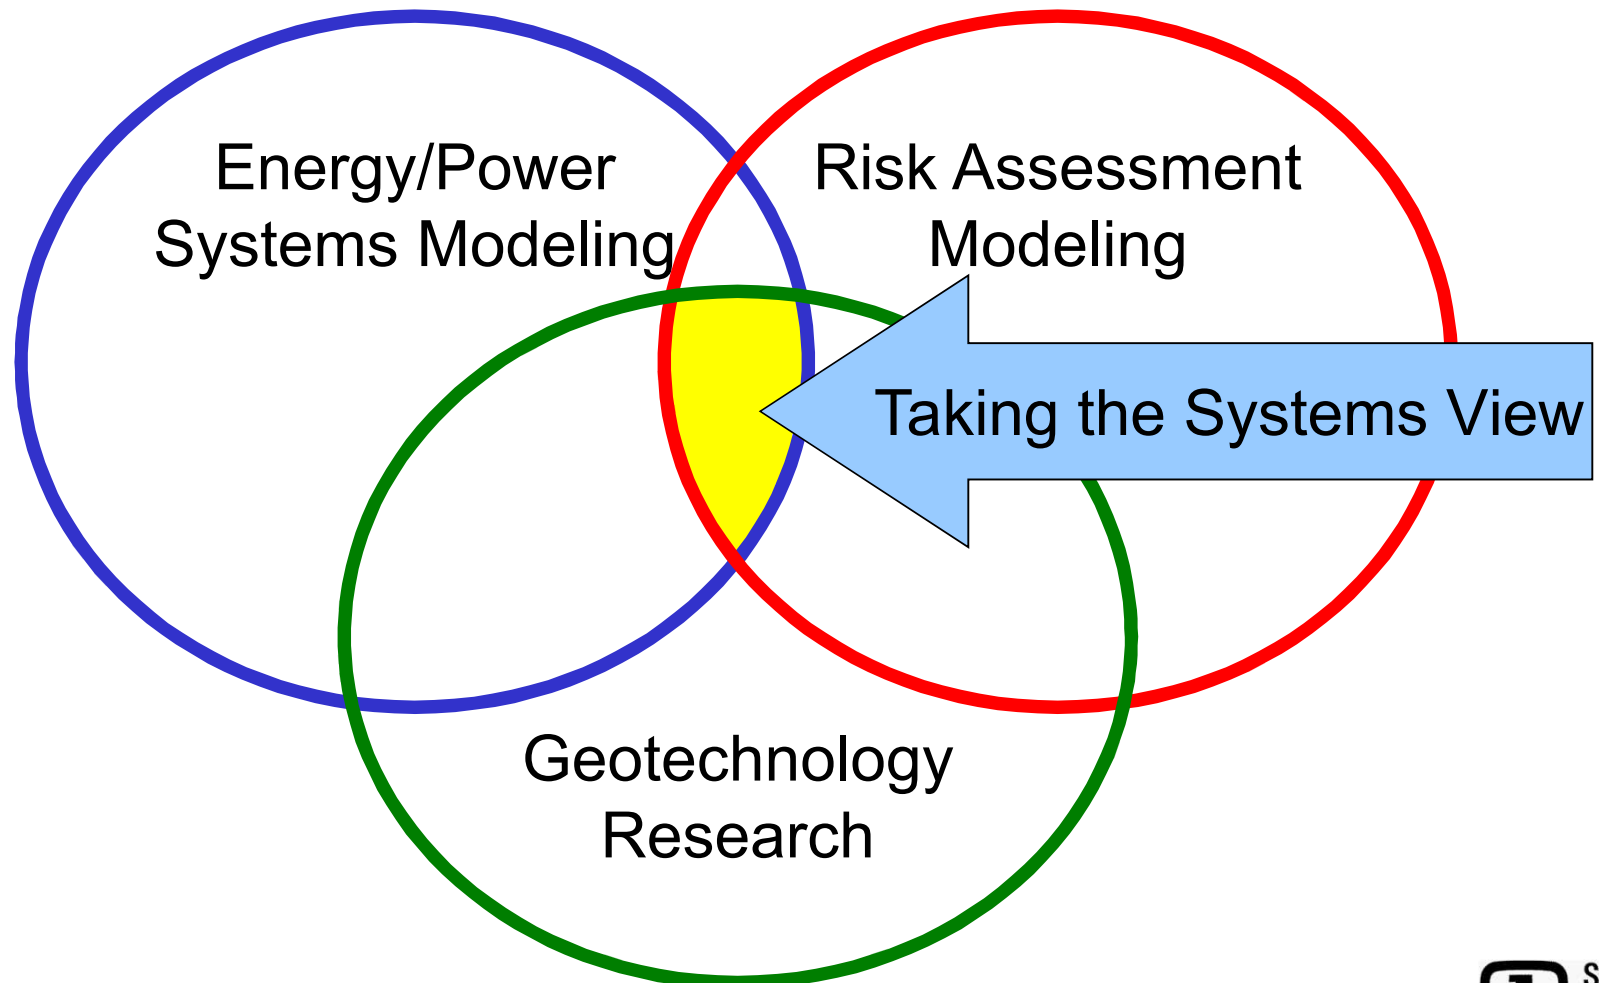 Energy/Power
Systems Modeling
Risk Assessment
Modeling
Taking the Systems View
Geotechnology
Research